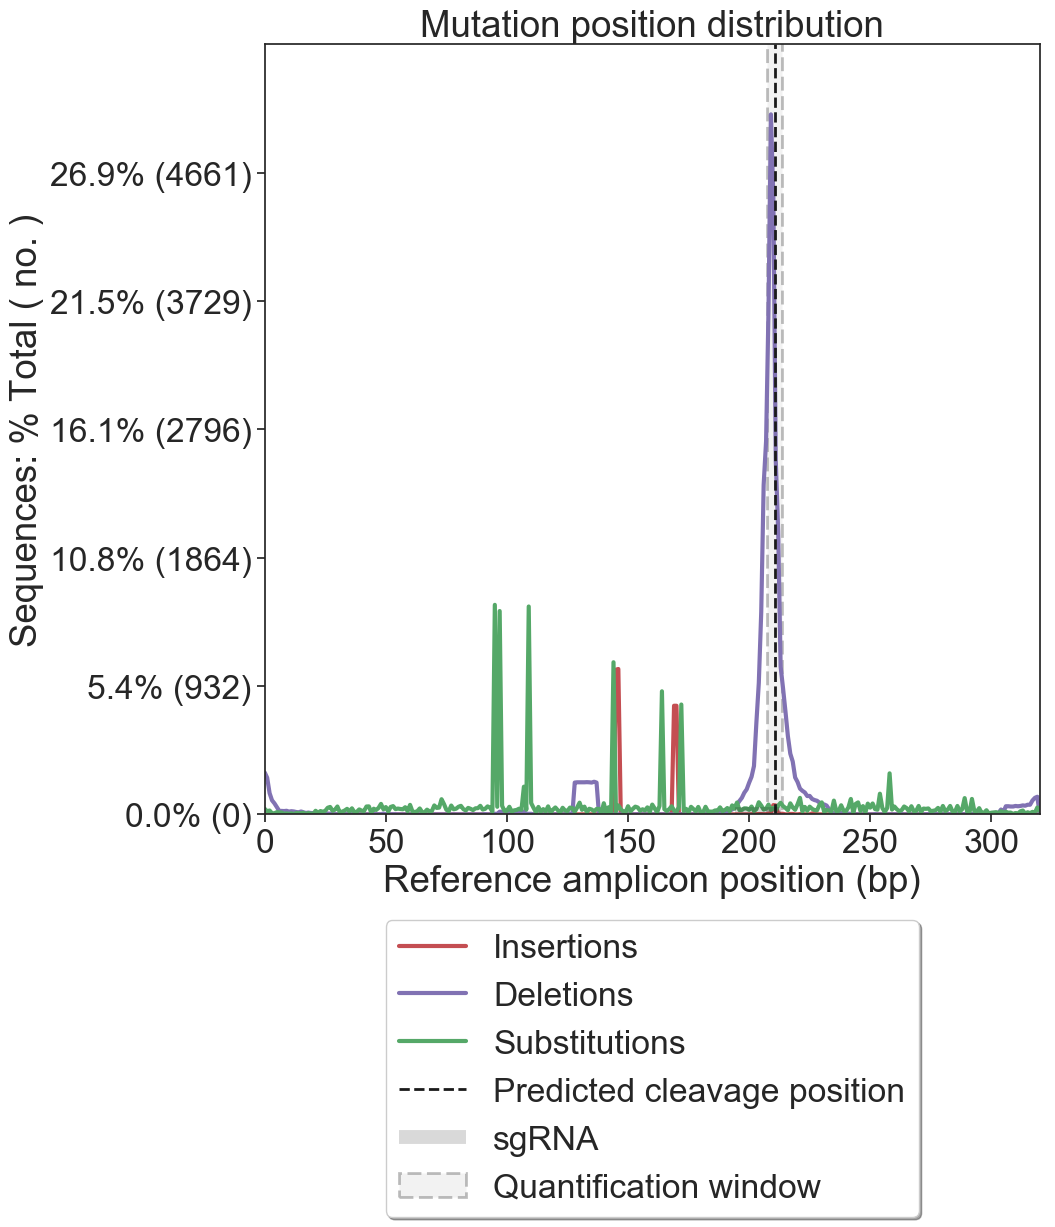 Mutation position distribution
Sequences: % Total ( no. )
26.9% (4661)
21.5% (3729)
16.1% (2796)
10.8% (1864)
5.4% (932)
0.0% (0)
0 50 100 150 200 250 300
Reference amplicon position (bp)
Insertions
Deletions
Substitutions
Predicted cleavage position
sgRNA
Quantification window